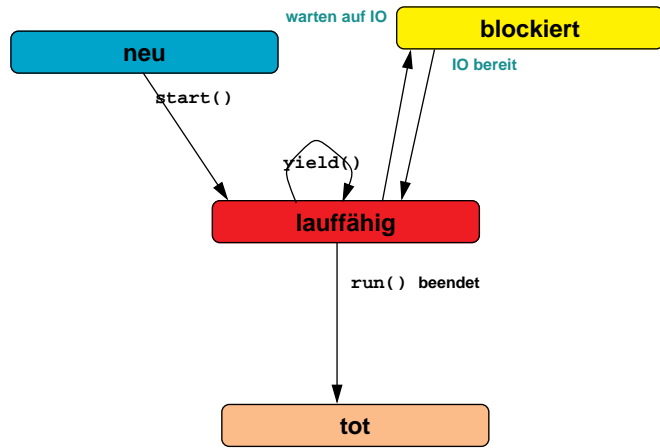 warten auf IO
blockiert
neu
IO bereit
start()
yield()
lauffähig
run() beendet
tot